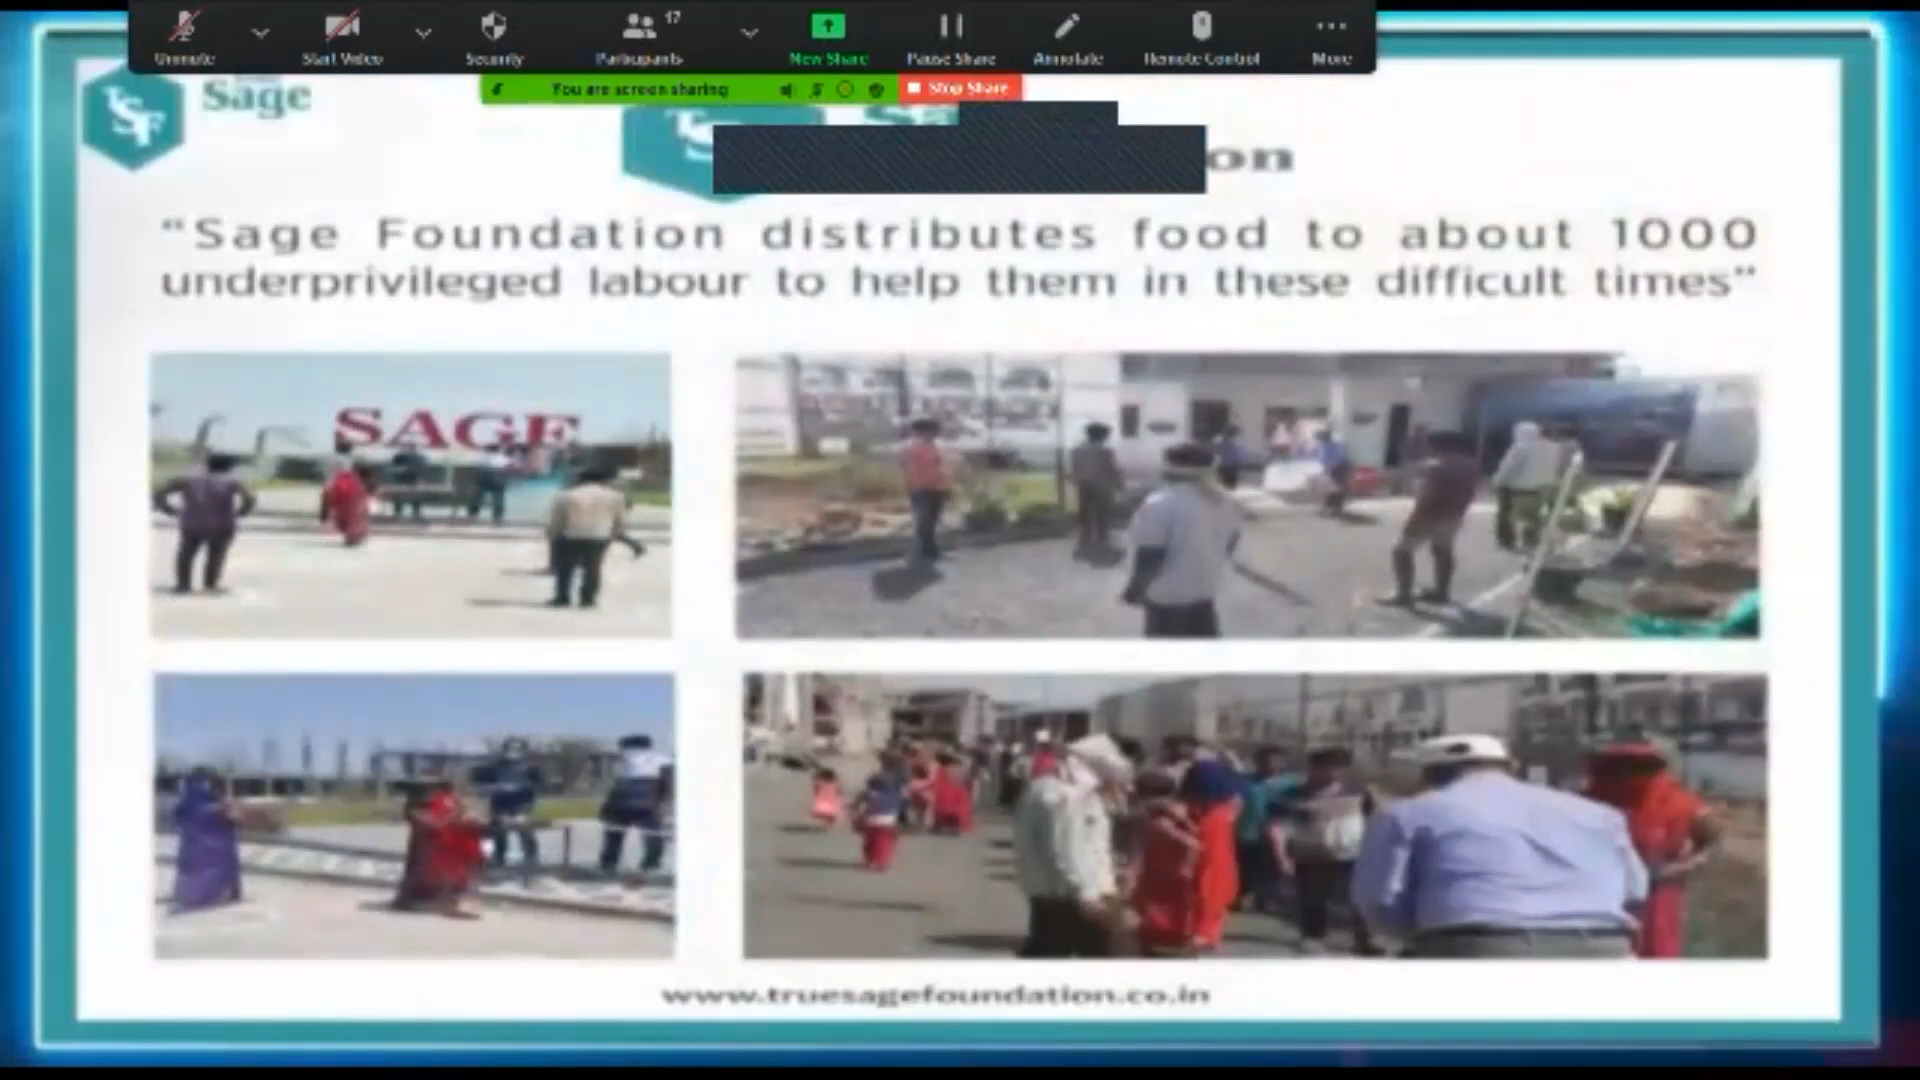 Unmute
Start Video
Security
Participants
17
New Share
Pause Share
Annotate
Remote Control
More
You are screen sharing
Stop Share
TSF
Sage
on
"Sage Foundation distributes food to about 1000
underprivileged labour to help them in these difficult times"
SAGE
www.truesagefoundation.co.in